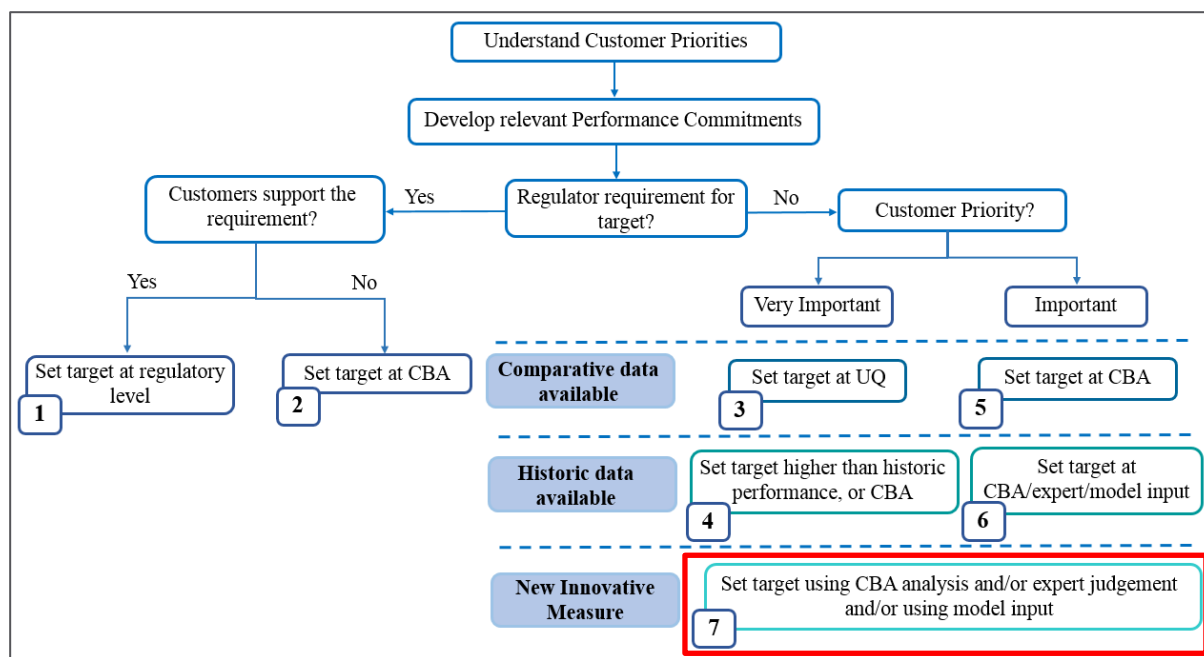 Understand Customer Priorities
Develop relevant Performance Commitments
Customers support the
requirement?
Yes
Regulator requirement for
target?
No
Customer Priority?
Yes
No
Very Important
Important
Set target at regulatory
level
1
Set target at CBA
2
Comparative data
available
Set target at UQ
3
Set target at CBA
5
Historic data
available
Set target higher than historic
performance, or CBA
4
Set target at
CBA/expert/model input
6
New Innovative
Measure
Set target using CBA analysis and/or expert judgement
and/or using model input
7